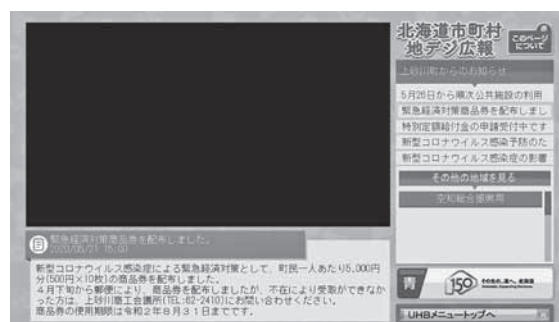 北海道市町村
地デジ広報
このページ
について
上砂川町からのお知らせ
5月26日から順次公共施設の利用
緊急経済対策商品券を配布しまし
特別定額給付金の申請受付中です
新型コロナウイルス感染予防のた
新型コロナウイルス感染症の影響
その他の地域を見る
空知総合振興局
緊急経済対策商品券を配布しました。
2020/05/21 15:00
新型コロナウイルス感染症による緊急経済対策として、町民一人あたり5,000円
分(500円×10枚)の商品券を配布しました。
4月下旬から郵便により、商品券を配布しましたが、不在により受取ができなか
った方は、上砂川商工会議所(TEL:62-2410)にお問い合わせください。
商品券の使用期限は令和2年8月31日までです。
青
150
その先の、道へ。北海道
UHBメニュートップへ